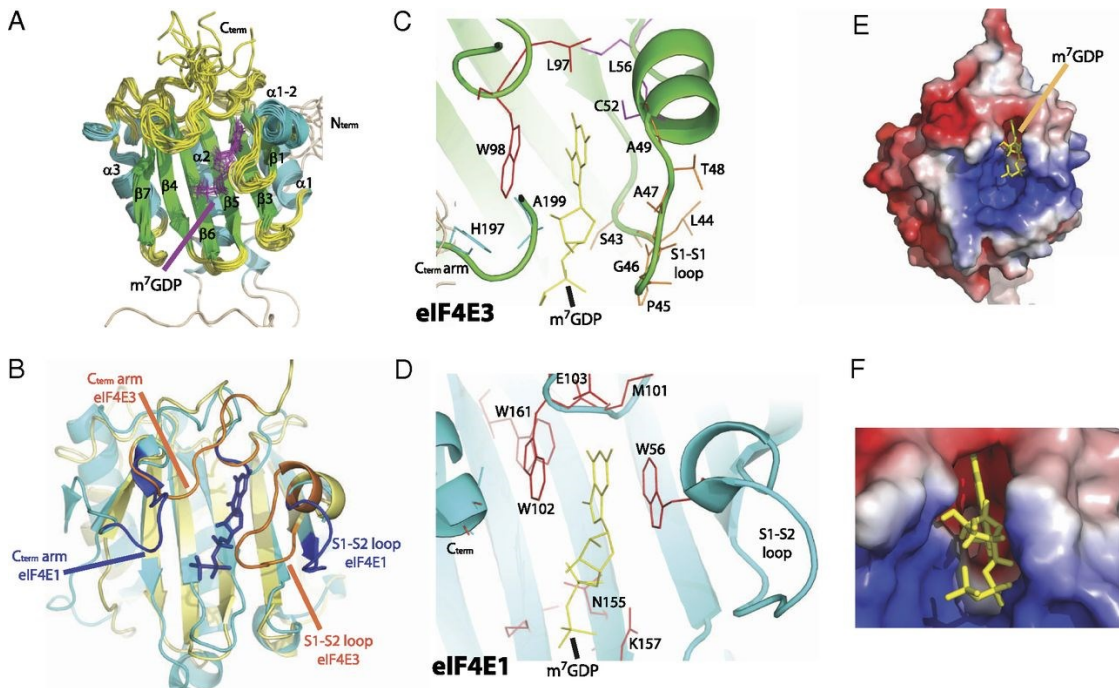 A
Cterm
α1-2
Nterm
α2
α3
β1
β4
α1
β7
β5
β3
β6
m⁷GDP
B
Cterm arm
eIF4E3
Cterm arm
eIF4E1
S1-S2 loop
eIF4E1
S1-S2 loop
eIF4E3
C
L97
L56
C52
W98
A49
T48
A47
A199
L44
H197
S43
S1-S1
loop
Cterm arm
G46
P45
eIF4E3
m⁷GDP
D
E103
M101
W161
W56
W102
S1-S2
loop
Cterm
N155
K157
eIF4E1
m⁷GDP
E
m⁷GDP
F